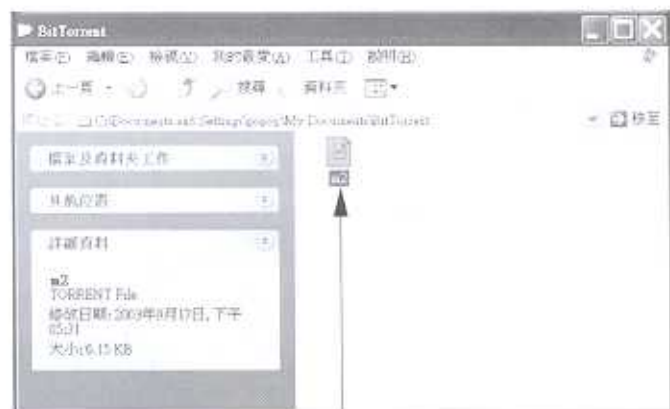 BitTorrent
檔案(F) 編輯(E) 檢視(V) 我的最愛(A) 工具(T) 說明(H)
上一頁 搜尋 資料夾
C:\Documents and Settings\ My Documents\BitTorrent 移至
檔案及資料夾工作
其他位置
詳細資料
m2
TORRENT File
修改日期: 2003年8月17日, 下午
05:31
大小: 6.15 KB
m2